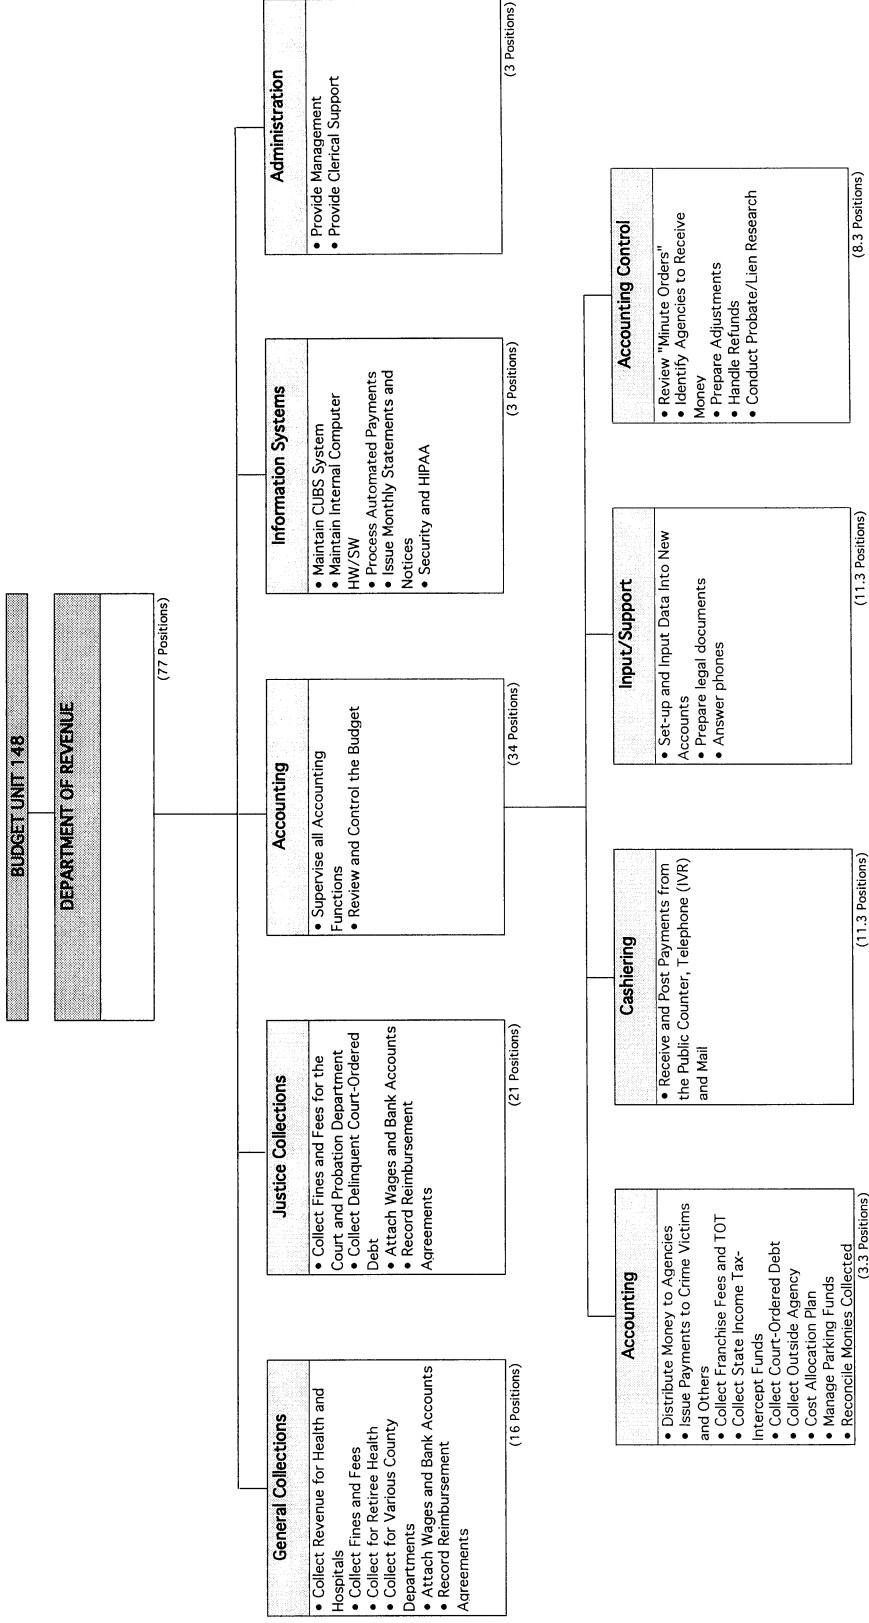 BUDGET UNIT 148
DEPARTMENT OF REVENUE
(77 Positions)
General Collections
• Collect Revenue for Health and
Hospitals
• Collect Fines and Fees
• Collect for Retiree Health
• Collect for Various County
Departments
• Attach Wages and Bank Accounts
• Record Reimbursement
Agreements
(16 Positions)
Justice Collections
• Collect Fines and Fees for the
Court and Probation Department
• Collect Delinquent Court-Ordered
Debt
• Attach Wages and Bank Accounts
• Record Reimbursement
Agreements
(21 Positions)
Accounting
• Supervise all Accounting
Functions
• Review and Control the Budget
(34 Positions)
Information Systems
• Maintain CUBS System
• Maintain Internal Computer
HW/SW
• Process Automated Payments
• Issue Monthly Statements and
Notices
• Security and HIPAA
(3 Positions)
Administration
• Provide Management
• Provide Clerical Support
(3 Positions)
Accounting
• Distribute Money to Agencies
• Issue Payments to Crime Victims
and Others
• Collect Franchise Fees and TOT
• Collect State Income Tax-
Intercept Funds
• Collect Court-Ordered Debt
• Collect Outside Agency
• Cost Allocation Plan
• Manage Parking Funds
• Reconcile Monies Collected
(3.3 Positions)
Cashiering
• Receive and Post Payments from
the Public Counter, Telephone (IVR)
and Mail
(11.3 Positions)
Input/Support
• Set-up and Input Data Into New
Accounts
• Prepare legal documents
• Answer phones
(11.3 Positions)
Accounting Control
• Review "Minute Orders"
• Identify Agencies to Receive
Money
• Prepare Adjustments
• Handle Refunds
• Conduct Probate/Lien Research
(8.3 Positions)